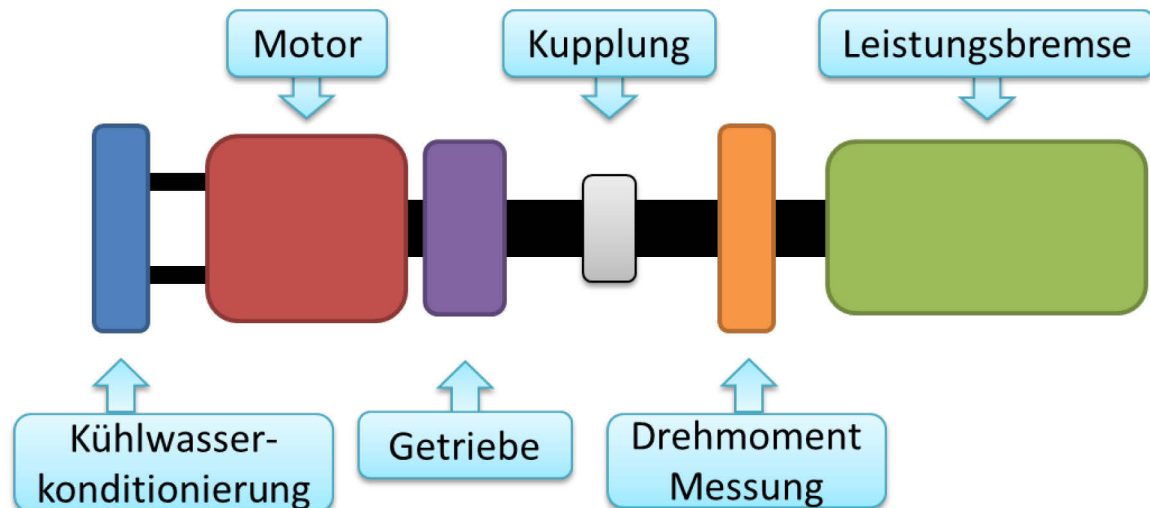 Motor
Kupplung
Leistungsbremse
Kühlwasser-
konditionierung
Getriebe
Drehmoment
Messung